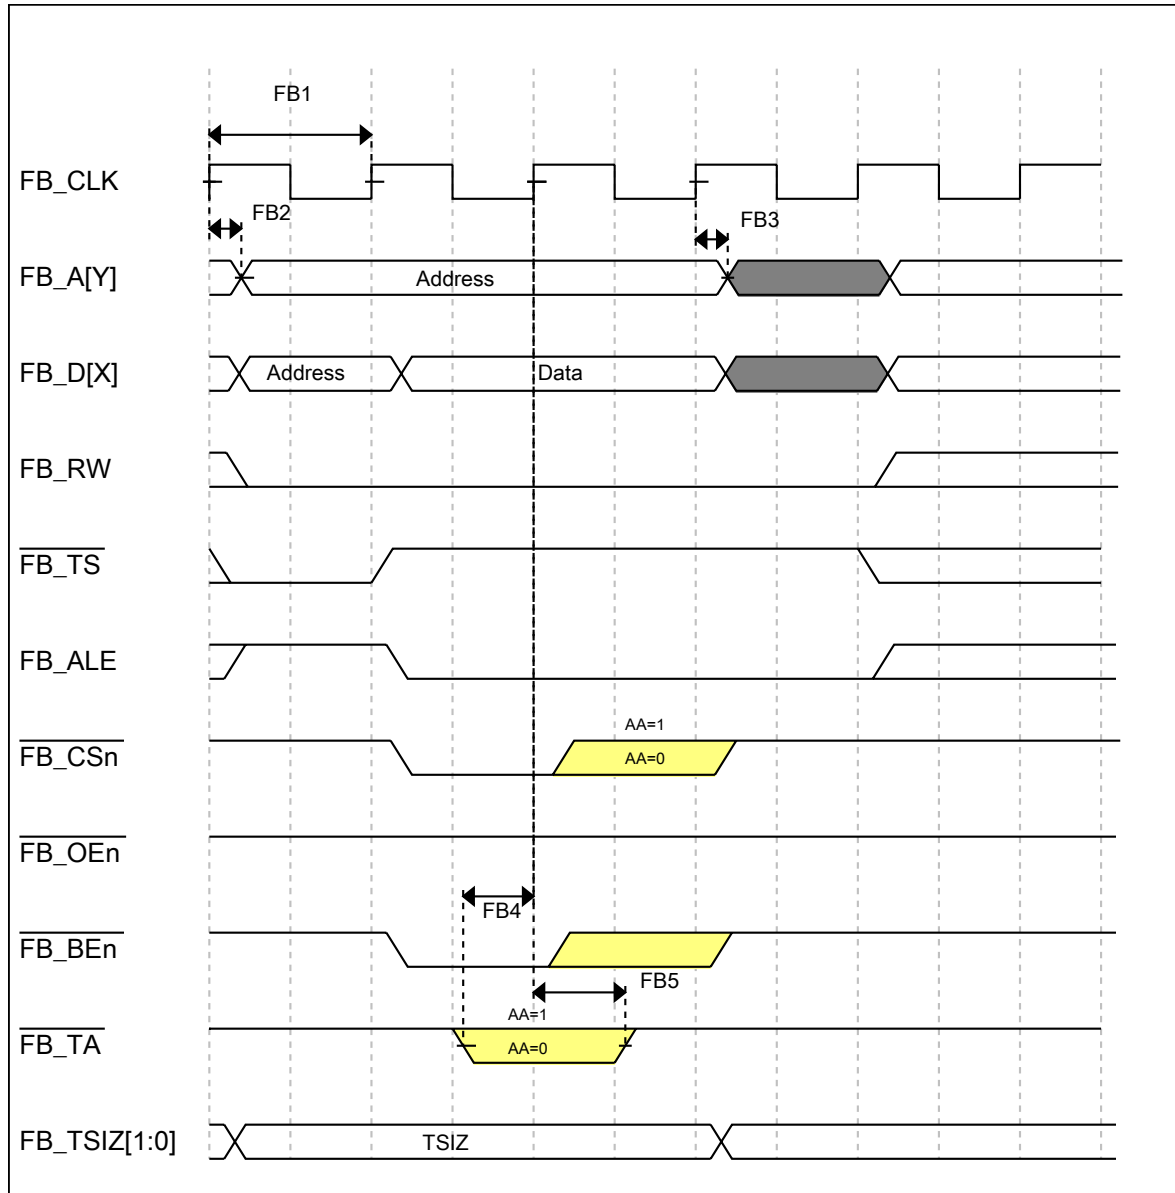 FB1
FB_CLK
FB2
FB3
FB_A[Y]
Address
FB_D[X]
Address
Data
FB_RW
FB_TS
FB_ALE
AA=1
FB_CSn
AA=0
FB_OEn
FB4
FB_BEn
FB5
AA=1
FB_TA
AA=0
FB_TSIZ[1:0]
TSIZ